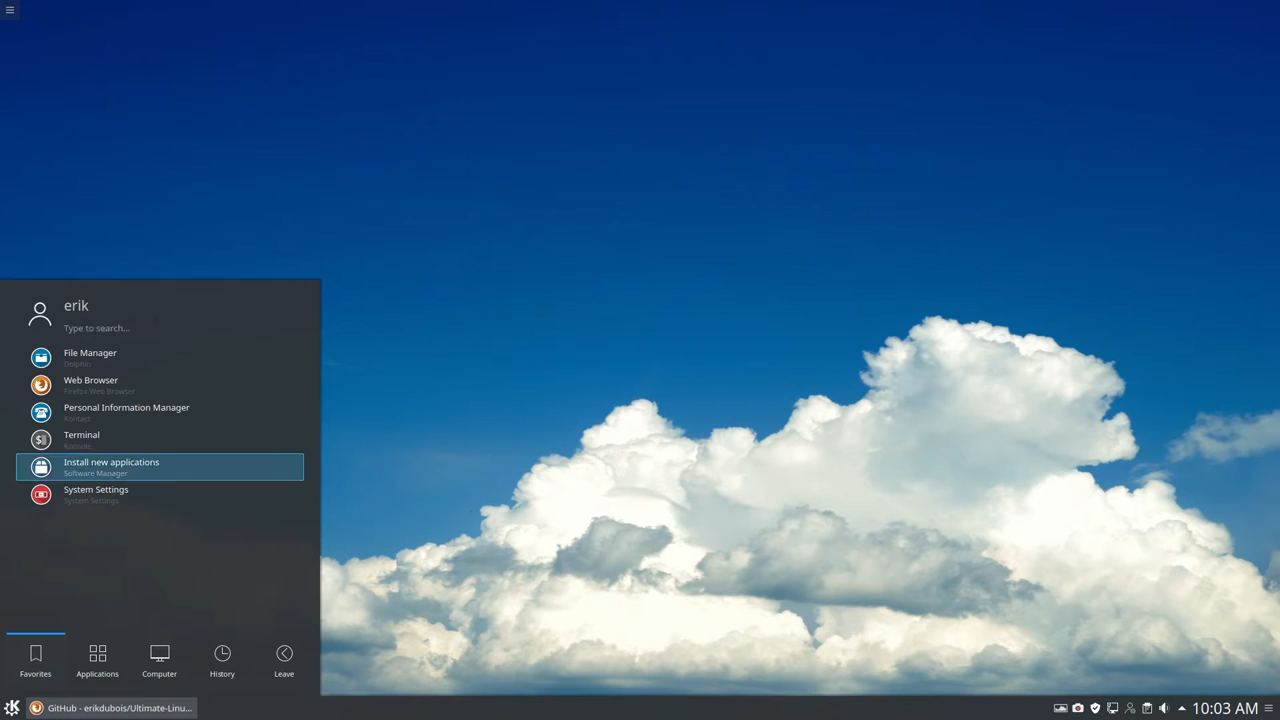 erik
Type to search...
File Manager
Dolphin
Web Browser
Firefox Web Browser
Personal Information Manager
Kontact
Terminal
Konsole
Install new applications
Software Manager
System Settings
System Settings
Favorites
Applications
Computer
History
Leave
GitHub - erikdubois/Ultimate-Linu...
10:03 AM